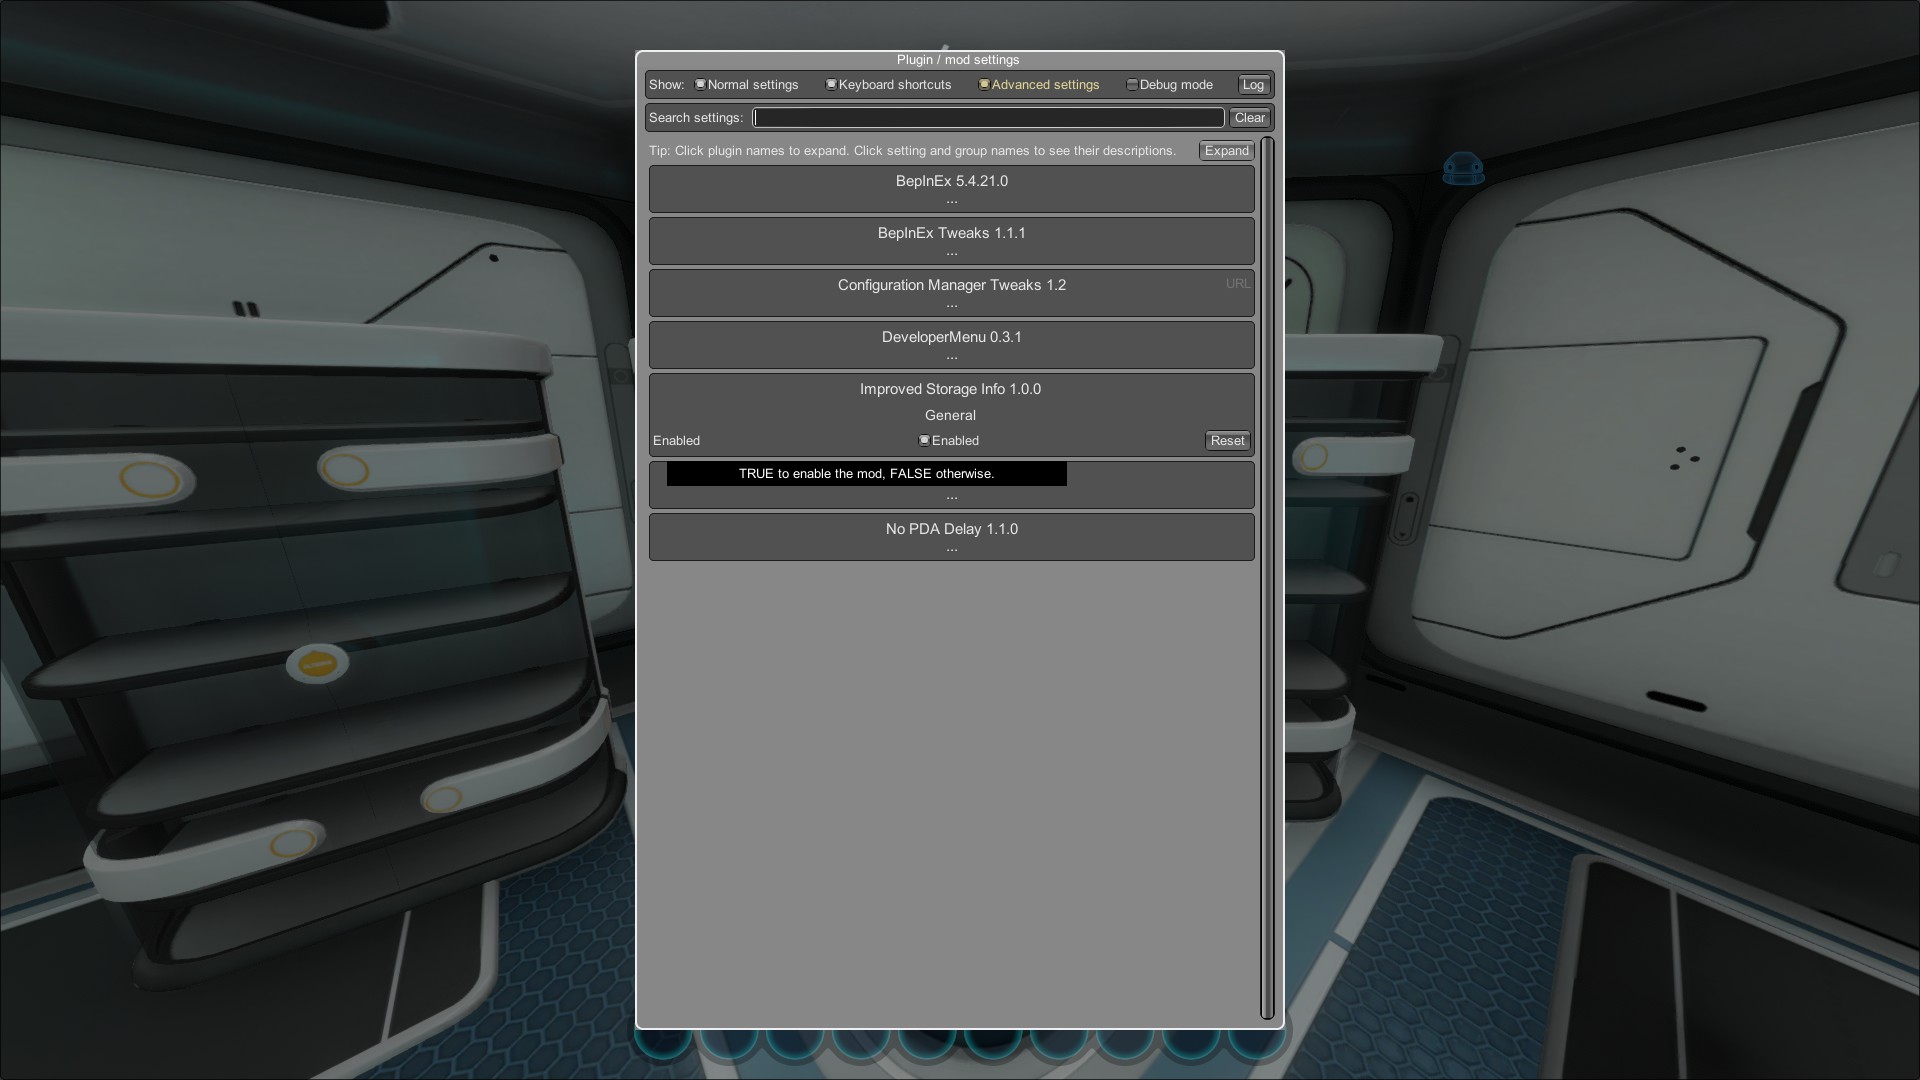 Plugin / mod settings
Show: Normal settings Keyboard shortcuts Advanced settings Debug mode Log
Search settings: Clear
Tip: Click plugin names to expand. Click setting and group names to see their descriptions. Expand
BepInEx 5.4.21.0
...
BepInEx Tweaks 1.1.1
...
Configuration Manager Tweaks 1.2 URL
...
DeveloperMenu 0.3.1
...
Improved Storage Info 1.0.0
General
Enabled Enabled Reset
TRUE to enable the mod, FALSE otherwise.
...
No PDA Delay 1.1.0
...